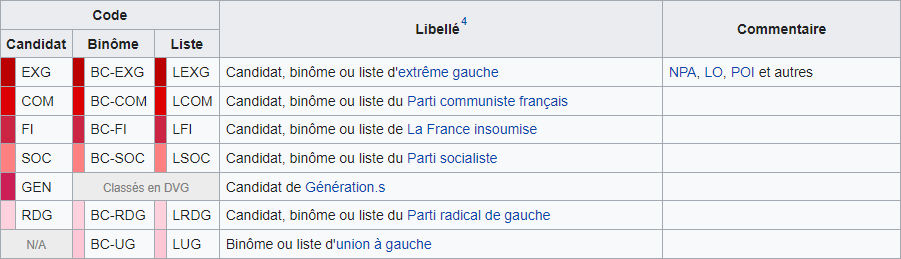 Code Libellé4 Commentaire
Candidat Binôme Liste
EXG BC-EXG LEXG Candidat, binôme ou liste d'extrême gauche NPA, LO, POI et autres
COM BC-COM LCOM Candidat, binôme ou liste du Parti communiste français
FI BC-FI LFI Candidat, binôme ou liste de La France insoumise
SOC BC-SOC LSOC Candidat, binôme ou liste du Parti socialiste
GEN Classés en DVG Candidat de Génération.s
RDG BC-RDG LRDG Candidat, binôme ou liste du Parti radical de gauche
N/A BC-UG LUG Binôme ou liste d'union à gauche